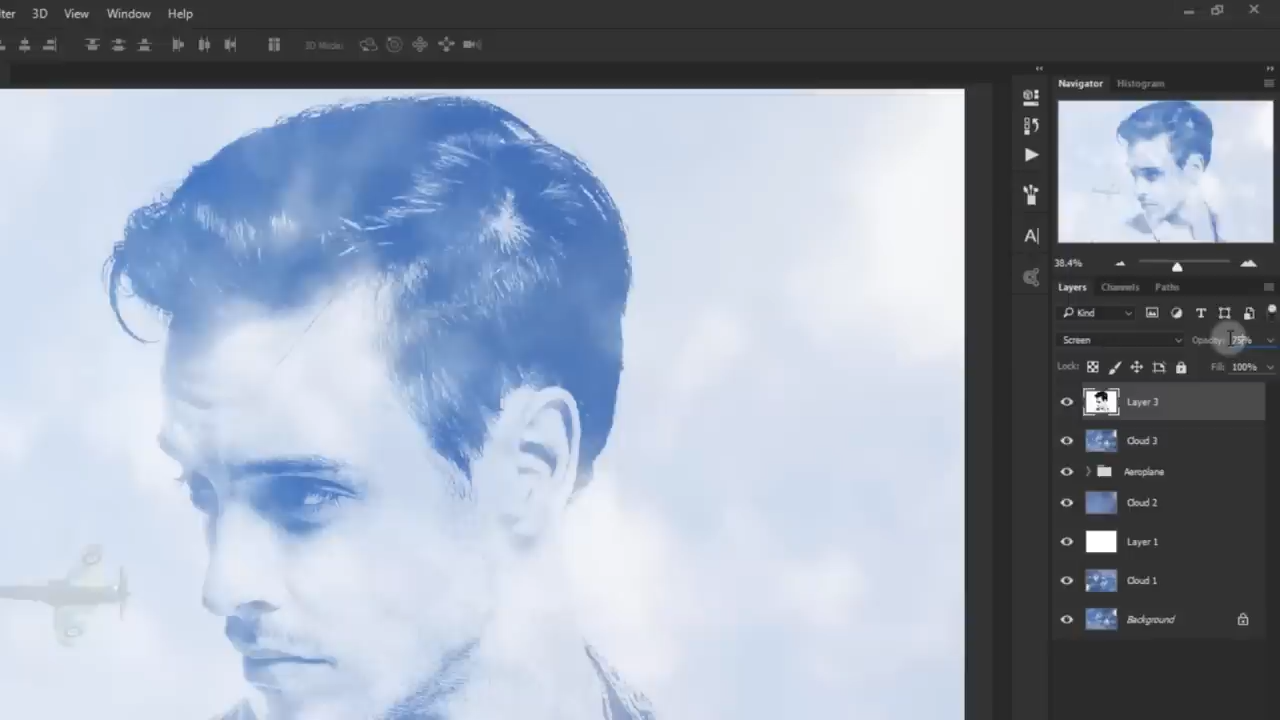 3D View Window Help
3D Mode:
Navigator Histogram
38.4%
Layers Channels Paths
Kind
Screen Opacity: 75%
Lock: Fill: 100%
Layer 3
Cloud 3
Aeroplane
Cloud 2
Layer 1
Cloud 1
Background